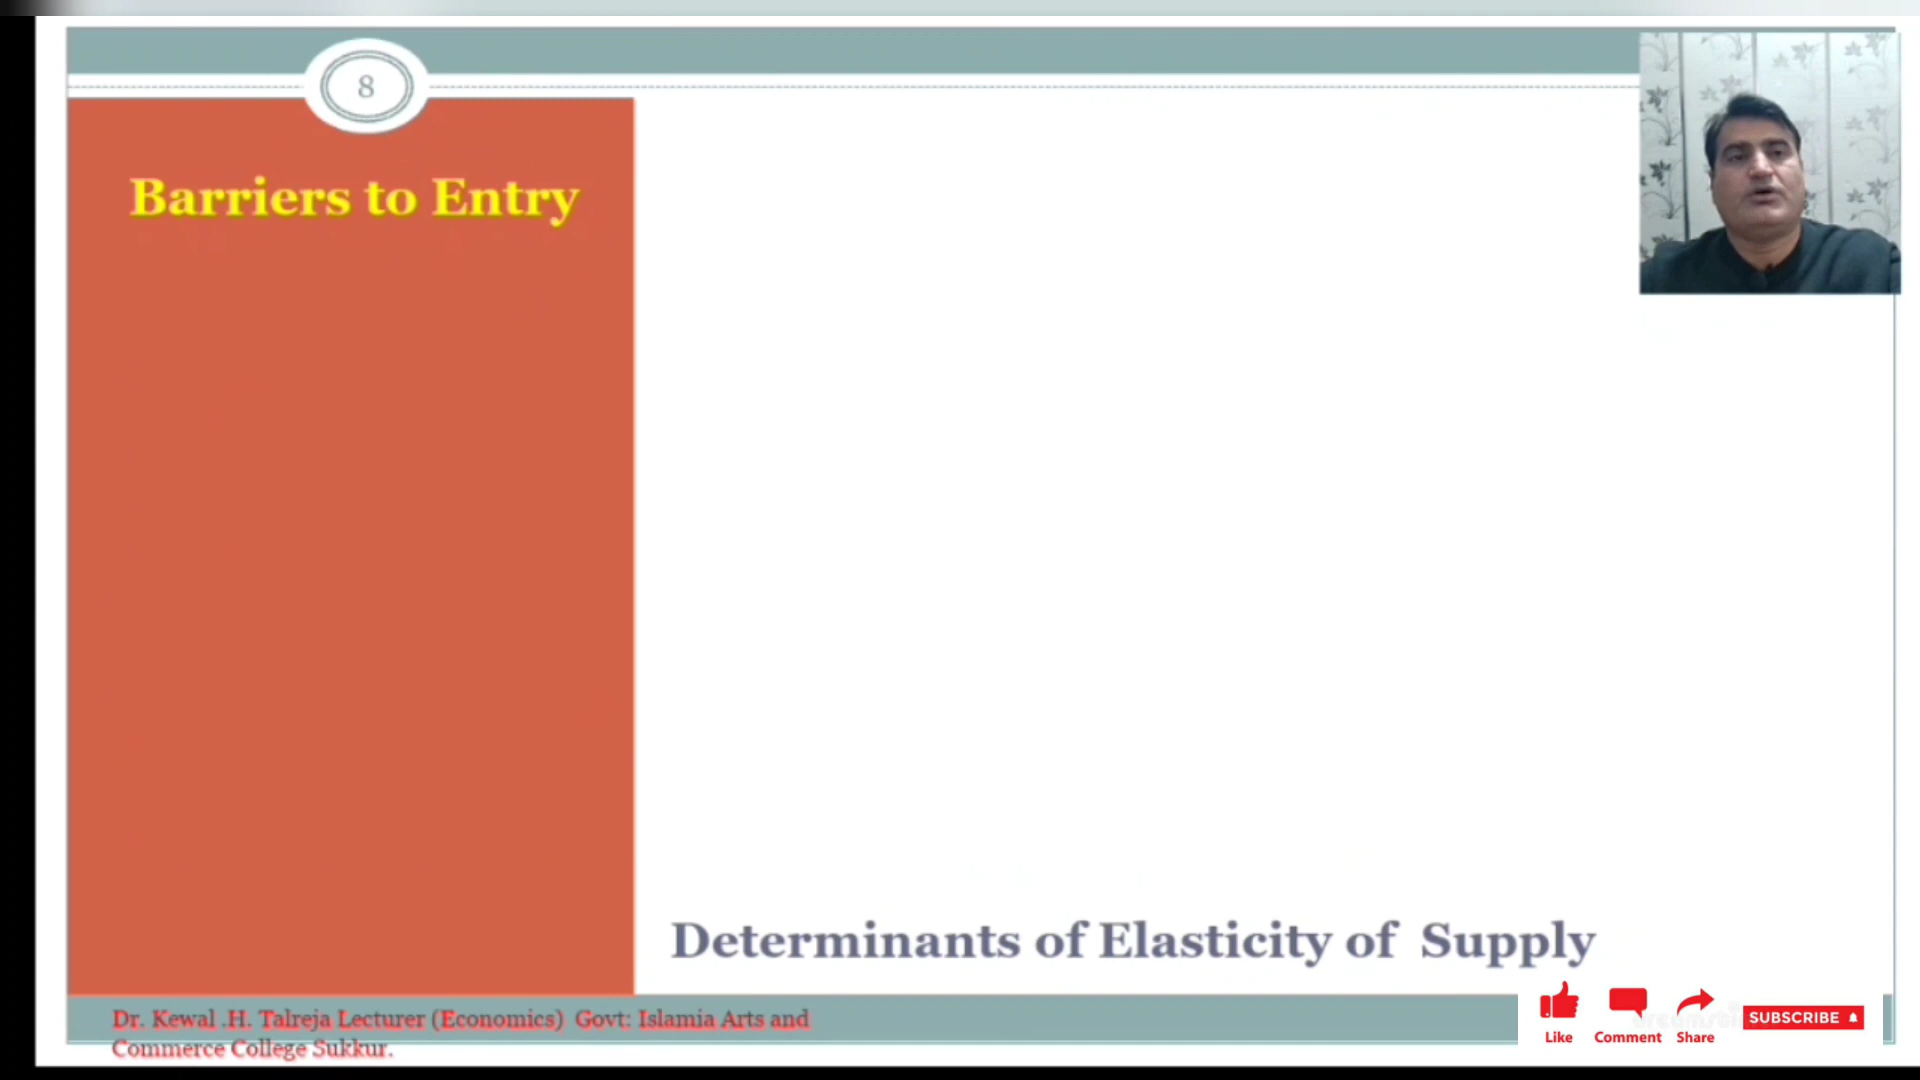 8
Barriers to Entry
Determinants of Elasticity of Supply
Dr. Kewal .H. Talreja Lecturer (Economics) Govt: Islamia Arts and
Commerce College Sukkur.
Like
Comment
Share
SUBSCRIBE